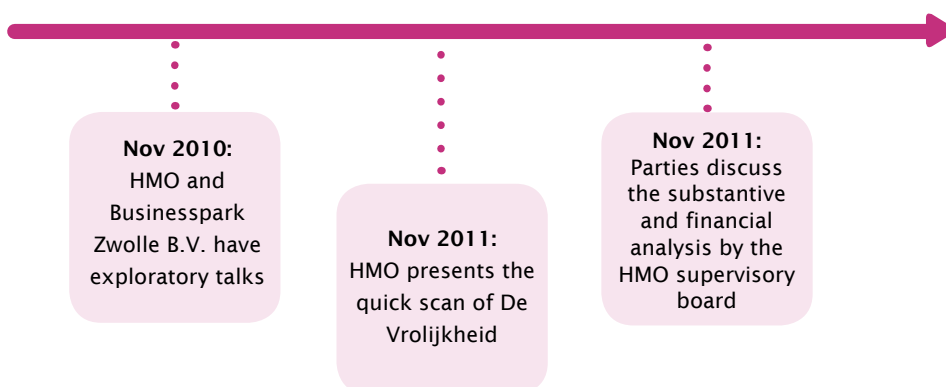 Nov 2010:
HMO and
Businesspark
Zwolle B.V. have
exploratory talks
Nov 2011:
HMO presents the
quick scan of De
Vrolijkheid
Nov 2011:
Parties discuss
the substantive
and financial
analysis by the
HMO supervisory
board